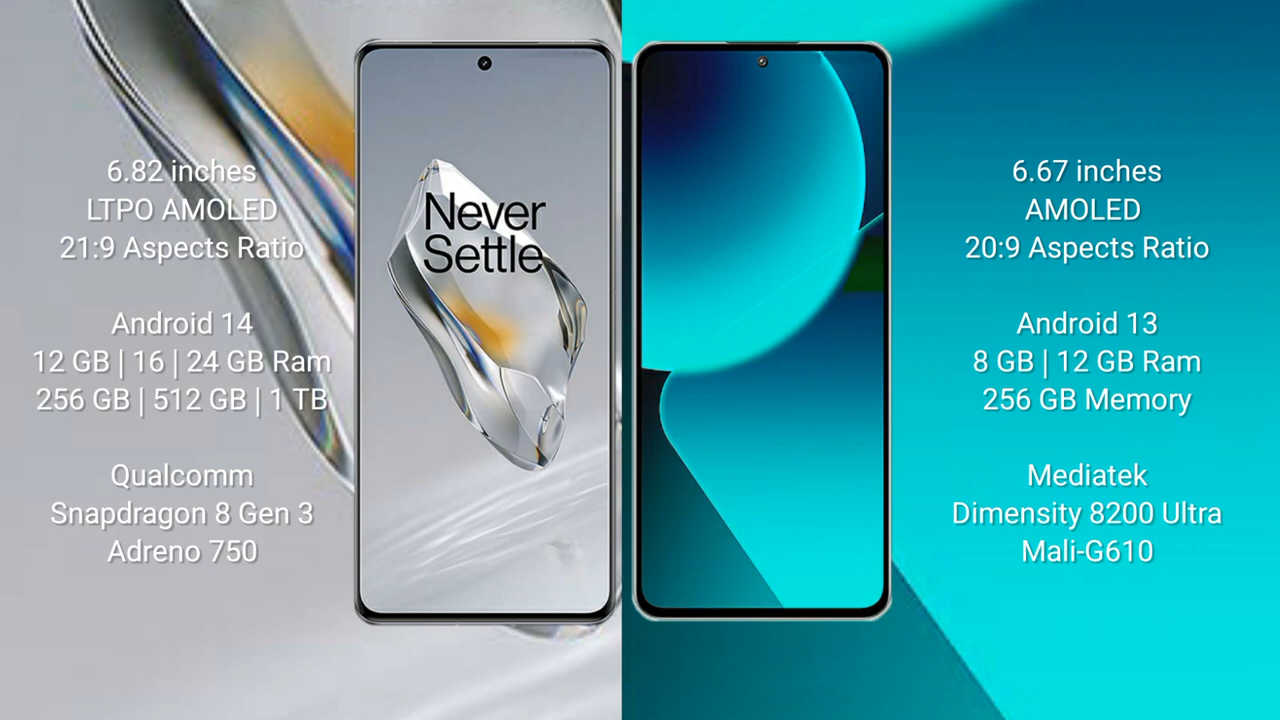 6.82 inches
LTPO AMOLED
21:9 Aspects Ratio
Android 14
12 GB | 16 | 24 GB Ram
256 GB | 512 GB | 1 TB
Qualcomm
Snapdragon 8 Gen 3
Adreno 750
Never
Settle
6.67 inches
AMOLED
20:9 Aspects Ratio
Android 13
8 GB | 12 GB Ram
256 GB Memory
Mediatek
Dimensity 8200 Ultra
Mali-G610